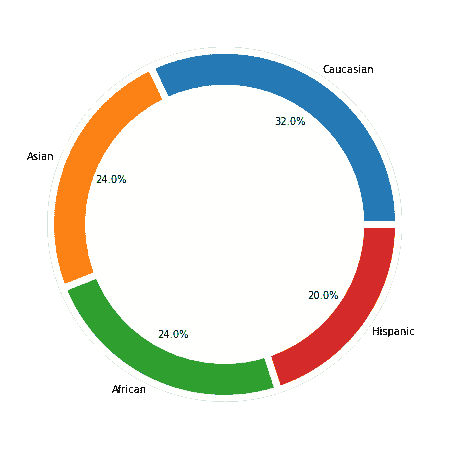 Caucasian
32.0%
Asian
24.0%
20.0%
Hispanic
24.0%
African